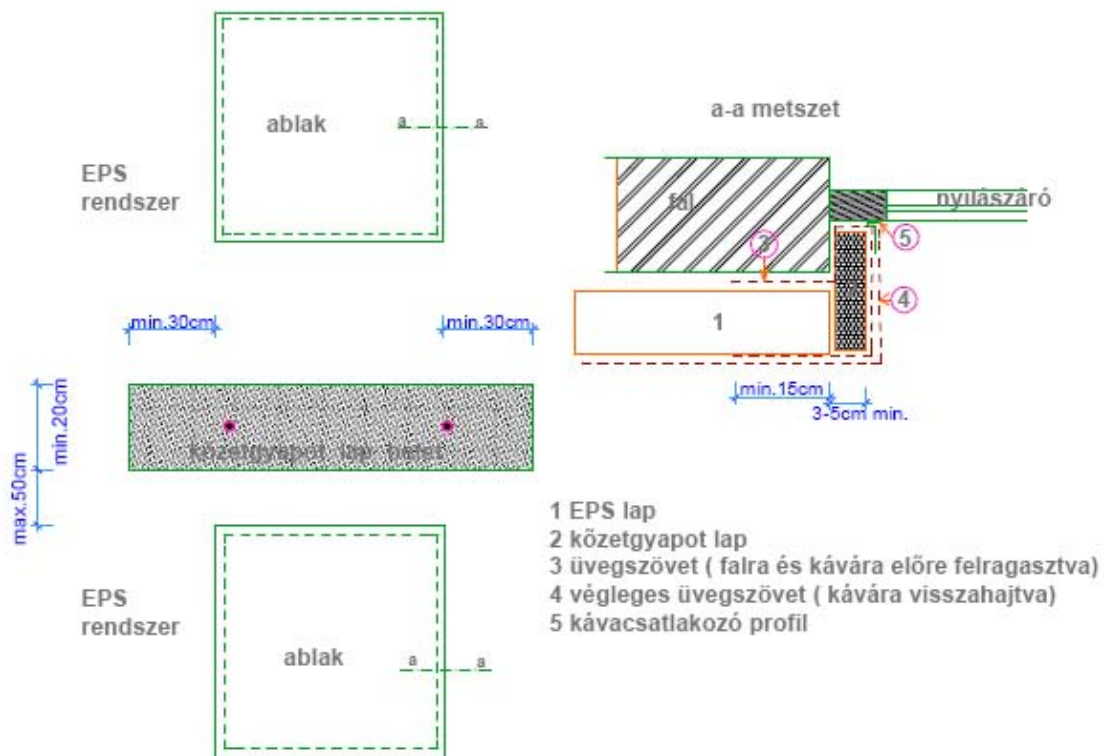 ablak
a
a
EPS
rendszer
min.30cm
min.30cm
min.20cm
max.50cm
kőzetgyapot lap betét
EPS
rendszer
ablak
a
a
a-a metszet
fal
nyílászáró
3
5
4
1
min.15cm
3-5cm min.
1 EPS lap
2 kőzetgyapot lap
3 üvegszövet ( falra és kávára előre felragasztva)
4 végleges üvegszövet ( kávára visszahajtva)
5 kávacsatlakozó profil